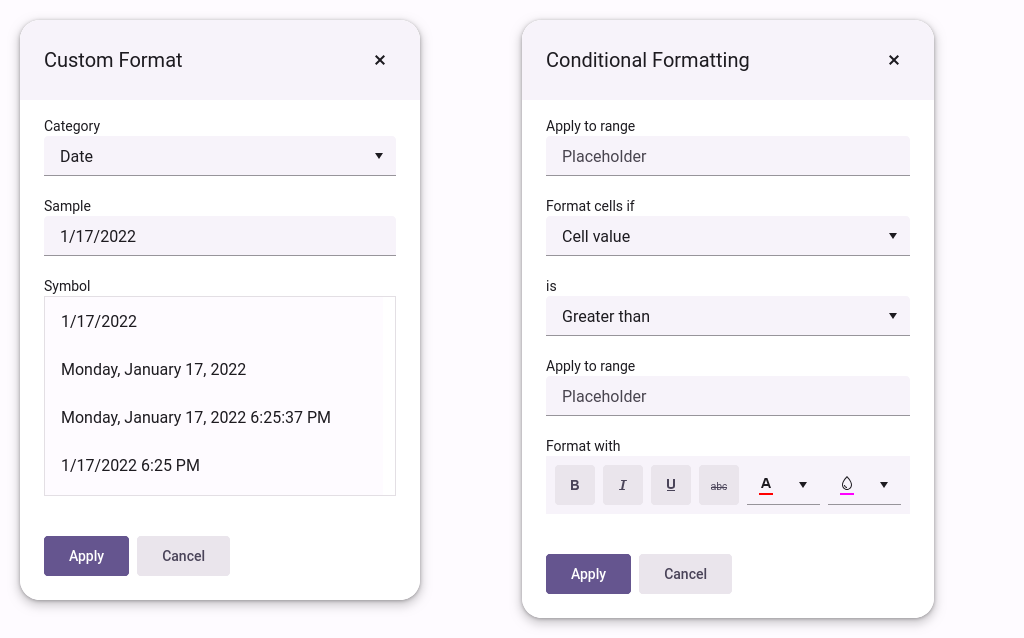 Custom Format
Category
Date
Sample
1/17/2022
Symbol
1/17/2022
Monday, January 17, 2022
Monday, January 17, 2022 6:25:37 PM
1/17/2022 6:25 PM
Apply Cancel
Conditional Formatting
Apply to range
Placeholder
Format cells if
Cell value
is
Greater than
Apply to range
Placeholder
Format with
B I U abc A
Apply Cancel